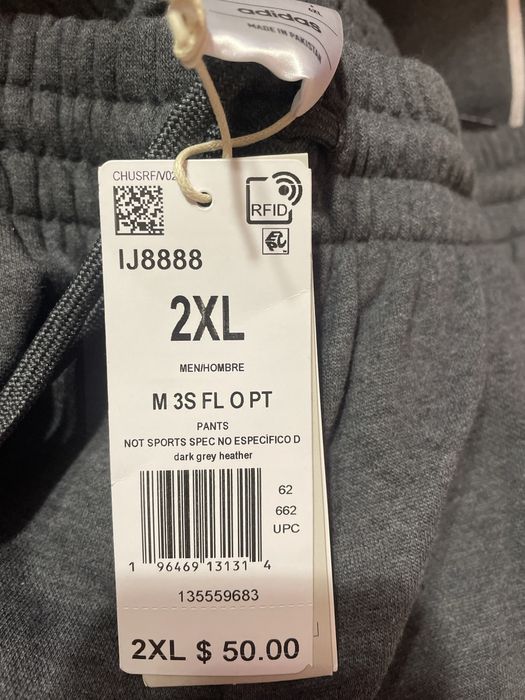 adidas
MADE IN PAKISTAN
CHUSRF/V02
RFID
IJ8888
2XL
MEN/HOMBRE
M 3S FL O PT
PANTS
NOT SPORTS SPEC NO ESPECÍFICO D
dark grey heather
62
662
UPC
1 96469 13131 4
135559683
2XL $ 50.00